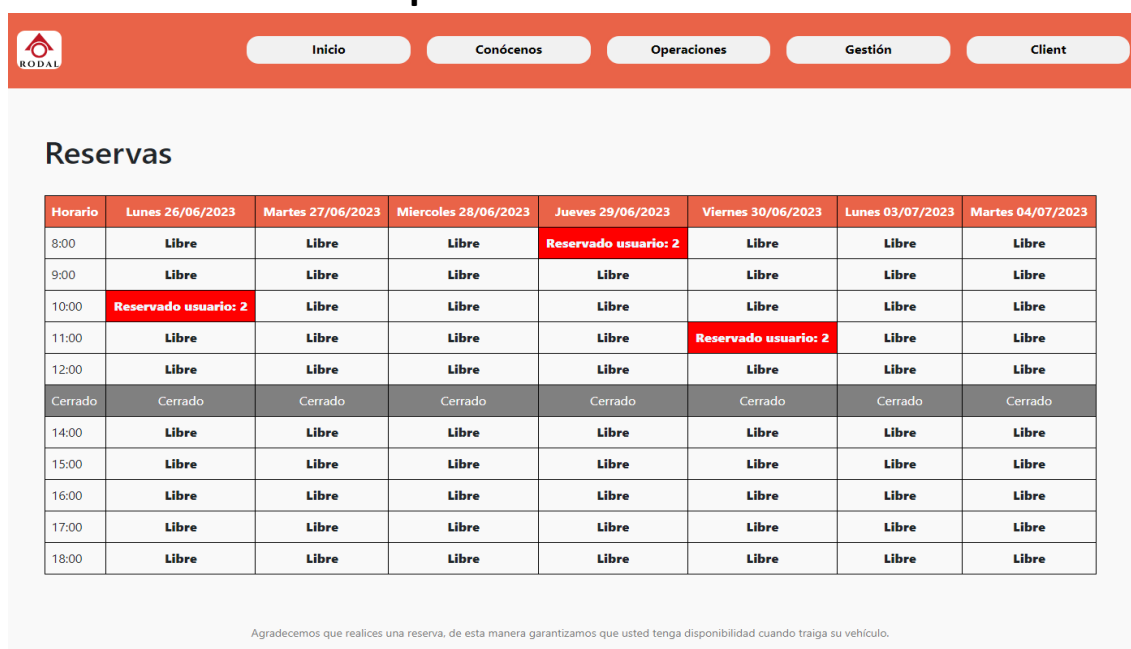 RODAL
Inicio Conócenos Operaciones Gestión Client
Reservas
Horario Lunes 26/06/2023 Martes 27/06/2023 Miercoles 28/06/2023 Jueves 29/06/2023 Viernes 30/06/2023 Lunes 03/07/2023 Martes 04/07/2023
8:00 Libre Libre Libre Reservado usuario: 2 Libre Libre Libre
9:00 Libre Libre Libre Libre Libre Libre Libre
10:00 Reservado usuario: 2 Libre Libre Libre Libre Libre Libre
11:00 Libre Libre Libre Libre Reservado usuario: 2 Libre Libre
12:00 Libre Libre Libre Libre Libre Libre Libre
Cerrado Cerrado Cerrado Cerrado Cerrado Cerrado Cerrado Cerrado
14:00 Libre Libre Libre Libre Libre Libre Libre
15:00 Libre Libre Libre Libre Libre Libre Libre
16:00 Libre Libre Libre Libre Libre Libre Libre
17:00 Libre Libre Libre Libre Libre Libre Libre
18:00 Libre Libre Libre Libre Libre Libre Libre
Agradecemos que realices una reserva, de esta manera garantizamos que usted tenga disponibilidad cuando traiga su vehículo.